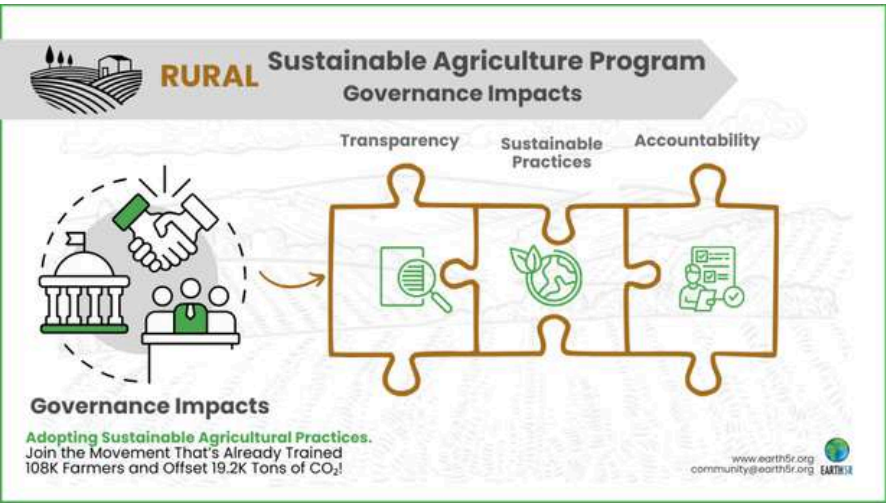 RURAL Sustainable Agriculture Program
Governance Impacts
Transparency
Sustainable
Practices
Accountability
Governance Impacts
Adopting Sustainable Agricultural Practices.
Join the Movement That's Already Trained
108K Farmers and Offset 19.2K Tons of CO₂!
www.earth5r.org
community@earth5r.org
EARTH5R